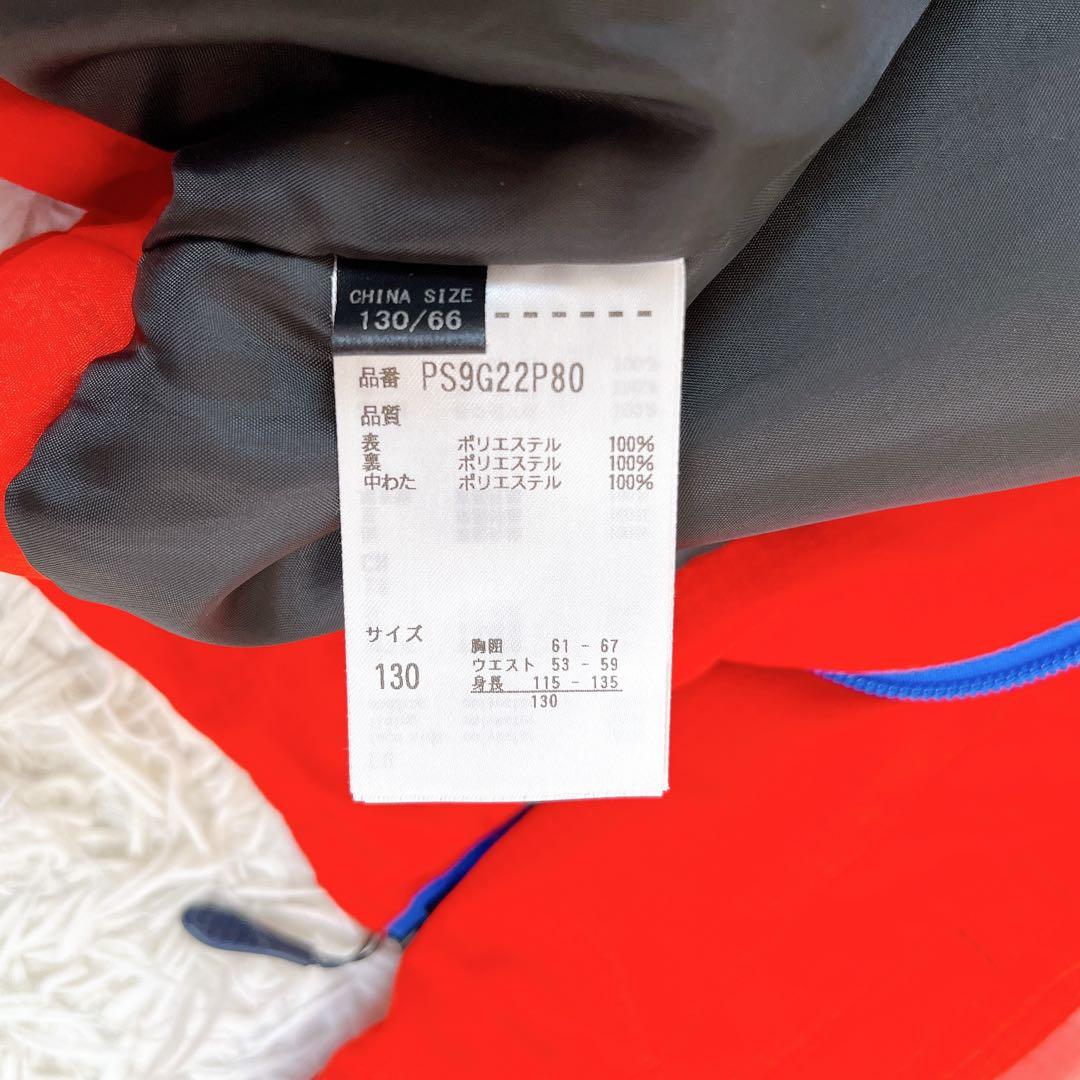 CHINA SIZE
130/66
品番 PS9G22P80
品質
表 ポリエステル 100%
裏 ポリエステル 100%
中わた ポリエステル 100%
サイズ
130
胸囲 61 - 67
ウエスト 53 - 59
身長 115 - 135
130